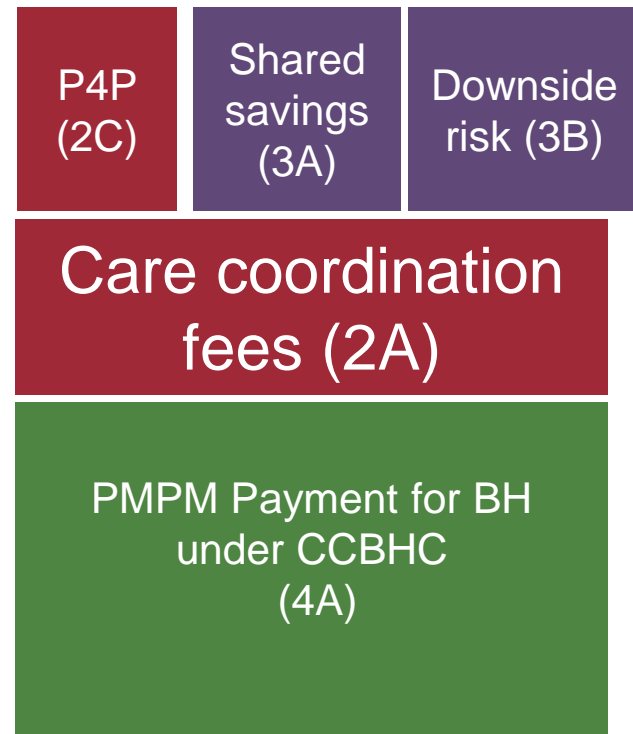 P4P
(2C)
Shared
savings
(3A)
Downside
risk (3B)
Care coordination
fees (2A)
PMPM Payment for BH
under CCBHC
(4A)